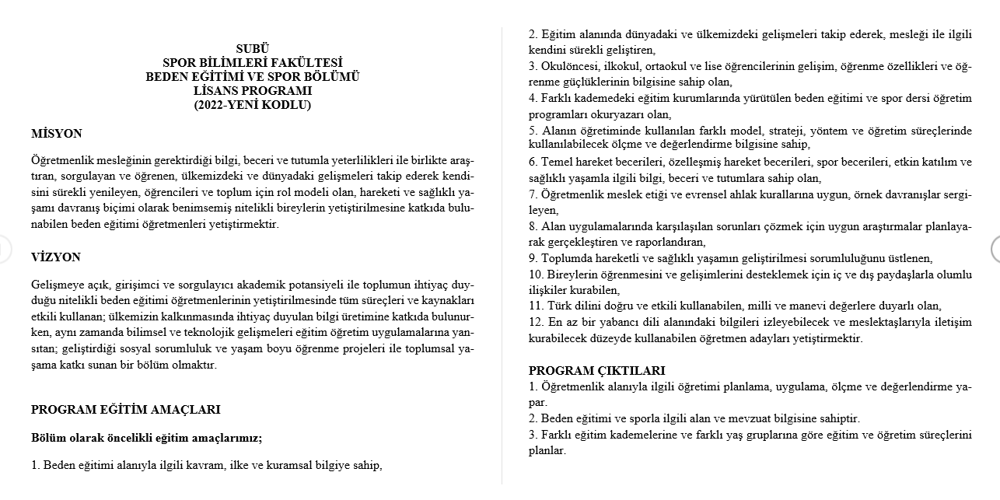 SUBÜ
SPOR BİLİMLERİ FAKÜLTESİ
BEDEN EĞİTİMİ VE SPOR BÖLÜMÜ
LİSANS PROGRAMI
(2022-YENİ KODLU)
MİSYON
Öğretmenlik mesleğinin gerektirdiği bilgi, beceri ve tutumla yeterlilikleri ile birlikte araş-
tıran, sorgulayan ve öğrenen, ülkemizdeki ve dünyadaki gelişmeleri takip ederek kendi-
sini sürekli yenileyen, öğrencileri ve toplum için rol modeli olan, hareketi ve sağlıklı ya-
şamı davranış biçimi olarak benimsemiş nitelikli bireylerin yetiştirilmesine katkıda bulu-
nabilen beden eğitimi öğretmenleri yetiştirmektir.
VİZYON
Gelişmeye açık, girişimci ve sorgulayıcı akademik potansiyeli ile toplumun ihtiyaç duy-
duğu nitelikli beden eğitimi öğretmenlerinin yetiştirilmesinde tüm süreçleri ve kaynakları
etkili kullanan; ülkemizin kalkınmasında ihtiyaç duyulan bilgi üretimine katkıda bulunur-
ken, aynı zamanda bilimsel ve teknolojik gelişmeleri eğitim öğretim uygulamalarına yan-
sıtan; geliştirdiği sosyal sorumluluk ve yaşam boyu öğrenme projeleri ile toplumsal ya-
şama katkı sunan bir bölüm olmaktır.
PROGRAM EĞİTİM AMAÇLARI
Bölüm olarak öncelikli eğitim amaçlarımız;
1. Beden eğitimi alanıyla ilgili kavram, ilke ve kuramsal bilgiye sahip,
2. Eğitim alanında dünyadaki ve ülkemizdeki gelişmeleri takip ederek, mesleği ile ilgili
kendini sürekli geliştiren,
3. Okulöncesi, ilkokul, ortaokul ve lise öğrencilerinin gelişim, öğrenme özellikleri ve öğ-
renme güçlüklerinin bilgisine sahip olan,
4. Farklı kademedeki eğitim kurumlarında yürütülen beden eğitimi ve spor dersi öğretim
programları okuryazarı olan,
5. Alanın öğretiminde kullanılan farklı model, strateji, yöntem ve öğretim süreçlerinde
kullanılabilecek ölçme ve değerlendirme bilgisine sahip,
6. Temel hareket becerileri, özelleşmiş hareket becerileri, spor becerileri, etkin katılım ve
sağlıklı yaşamla ilgili bilgi, beceri ve tutumlara sahip olan,
7. Öğretmenlik meslek etiği ve evrensel ahlak kurallarına uygun, örnek davranışlar sergi-
leyen,
8. Alan uygulamalarında karşılaşılan sorunları çözmek için uygun araştırmalar planlaya-
rak gerçekleştiren ve raporlandıran,
9. Toplumda hareketli ve sağlıklı yaşamın geliştirilmesi sorumluluğunu üstlenen,
10. Bireylerin öğrenmesini ve gelişimlerini desteklemek için iç ve dış paydaşlarla olumlu
ilişkiler kurabilen,
11. Türk dilini doğru ve etkili kullanabilen, milli ve manevi değerlere duyarlı olan,
12. En az bir yabancı dili alanındaki bilgileri izleyebilecek ve meslektaşlarıyla iletişim
kurabilecek düzeyde kullanabilen öğretmen adayları yetiştirmektir.
PROGRAM ÇIKTILARI
1. Öğretmenlik alanıyla ilgili öğretimi planlama, uygulama, ölçme ve değerlendirme ya-
par.
2. Beden eğitimi ve sporla ilgili alan ve mevzuat bilgisine sahiptir.
3. Farklı eğitim kademelerine ve farklı yaş gruplarına göre eğitim ve öğretim süreçlerini
planlar.